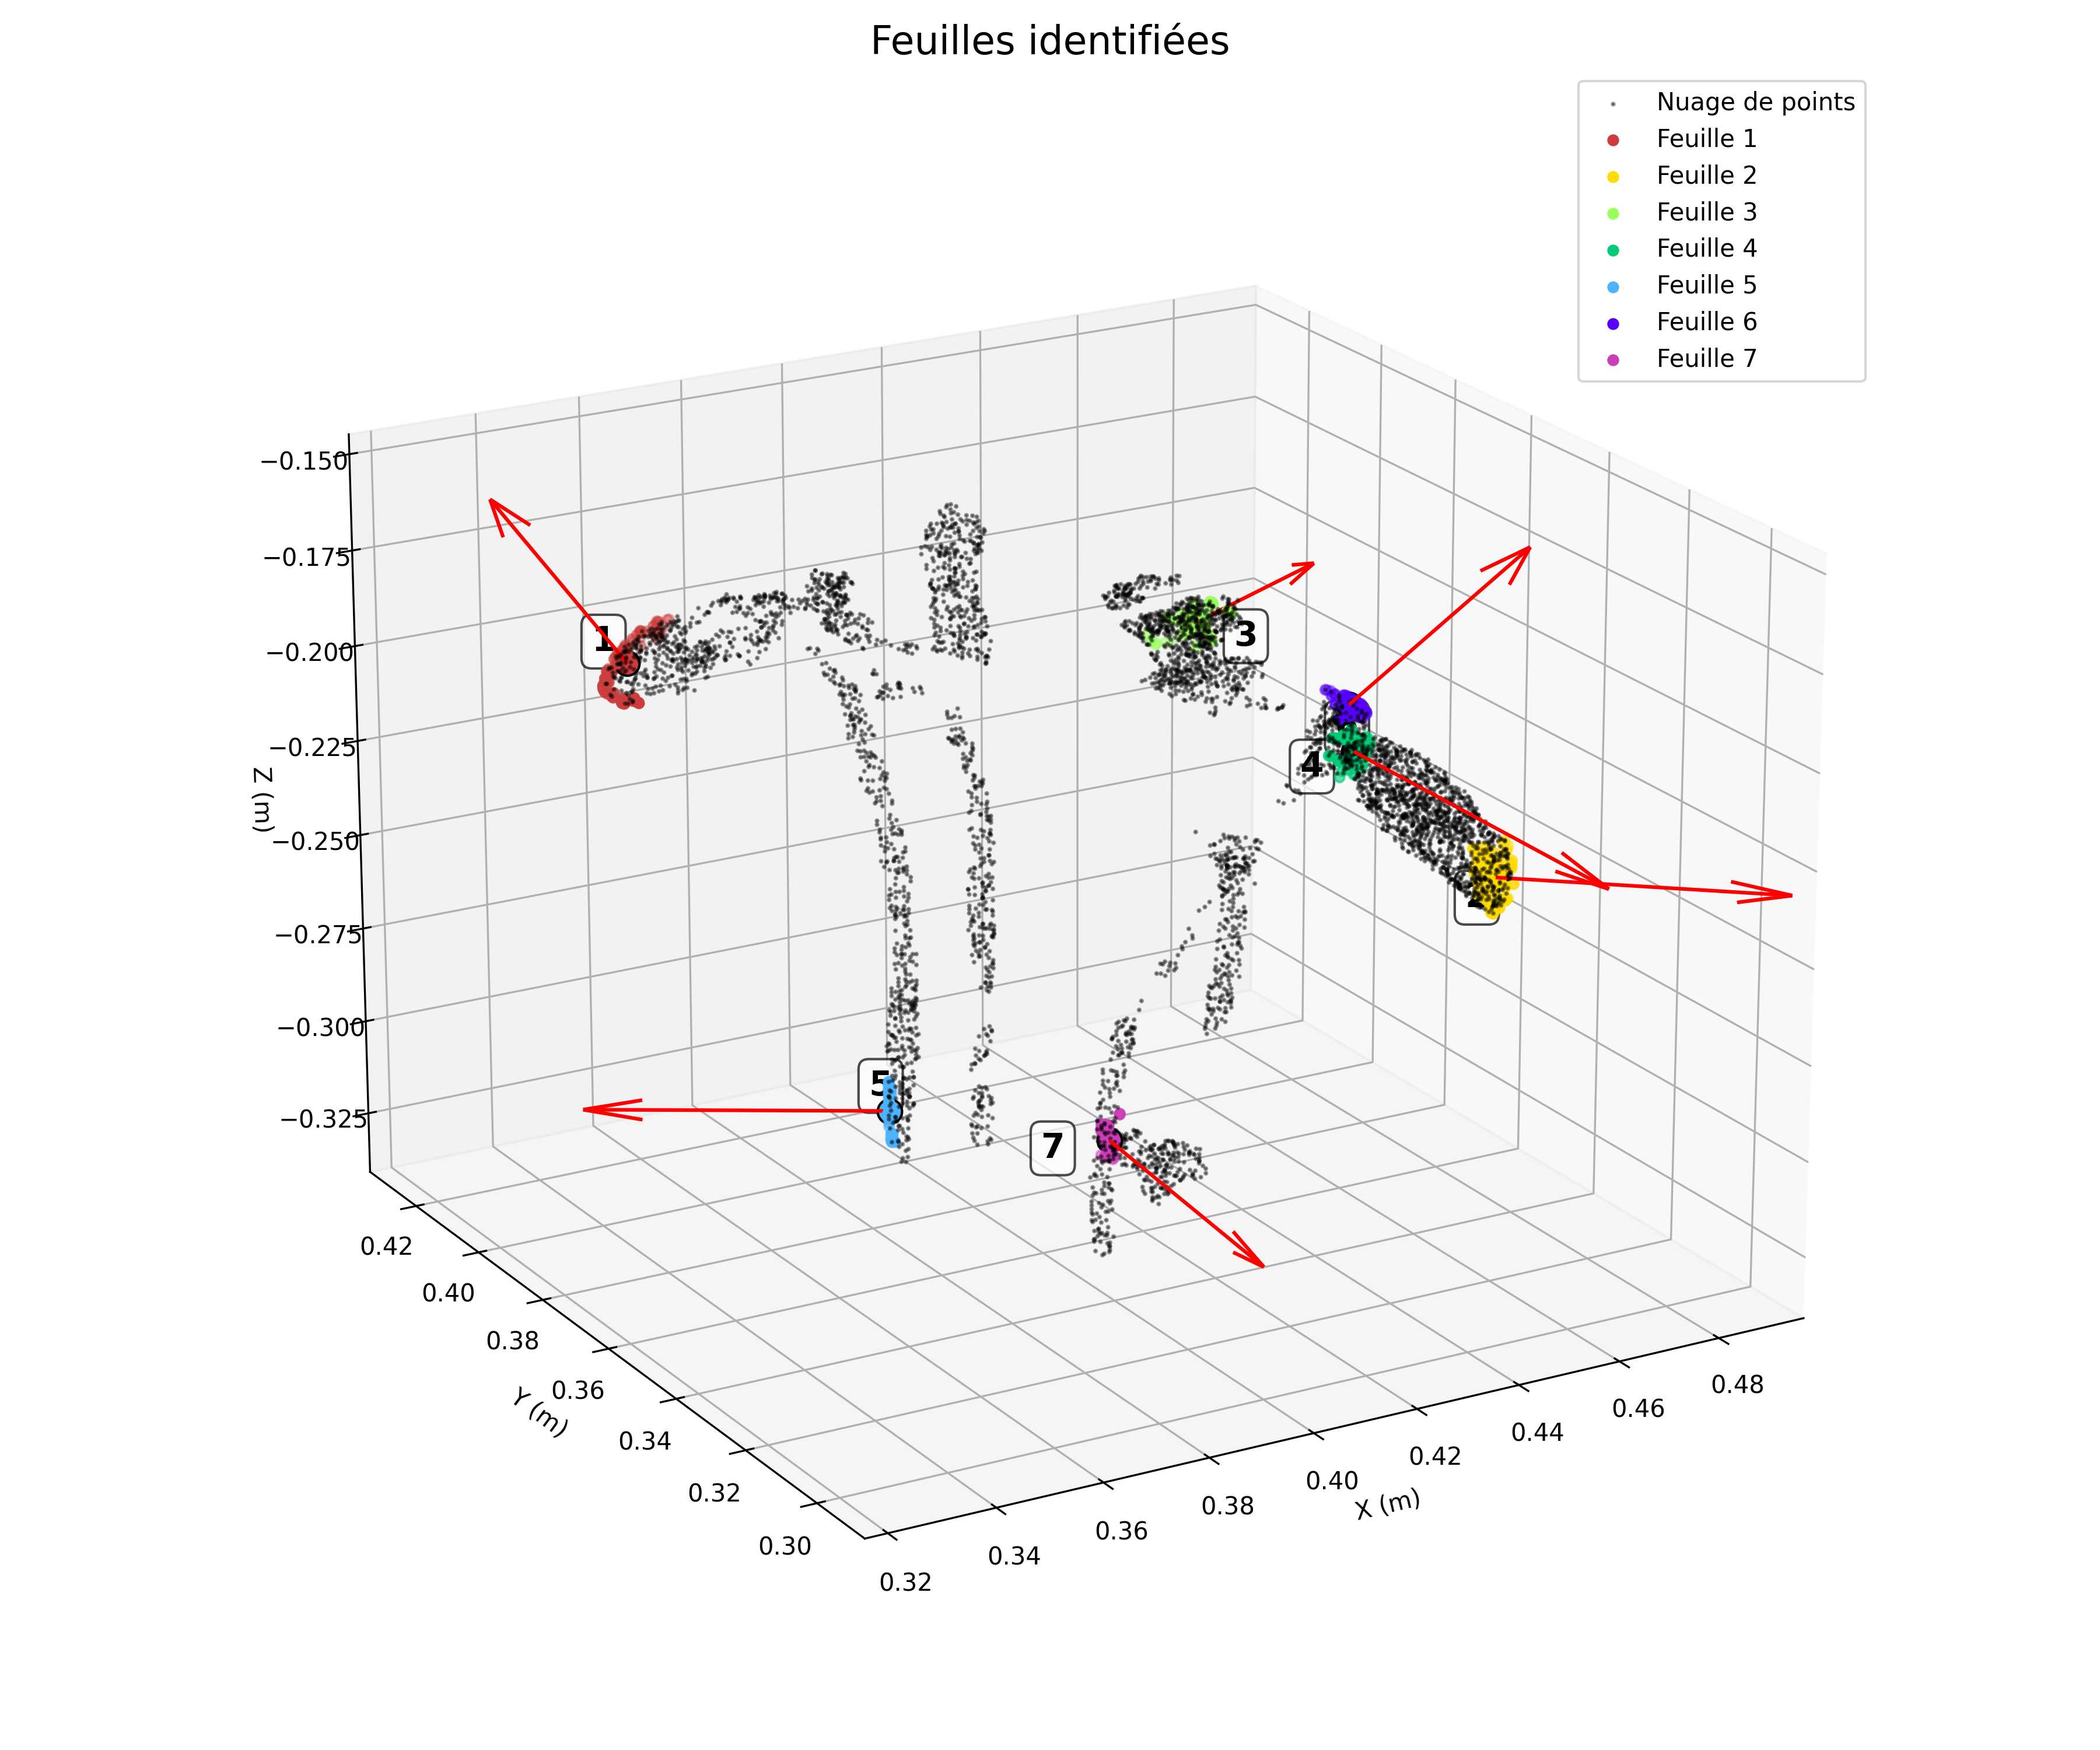 Feuilles identifiées
Nuage de points
Feuille 1
Feuille 2
Feuille 3
Feuille 4
Feuille 5
Feuille 6
Feuille 7
−0.150
−0.175
−0.200
−0.225
−0.250
−0.275
−0.300
−0.325
Z (m)
1
3
4
5
7
0.42
0.40
0.38
0.36
0.34
0.32
0.30
Y (m)
0.32
0.34
0.36
0.38
0.40
0.42
0.44
0.46
0.48
X (m)